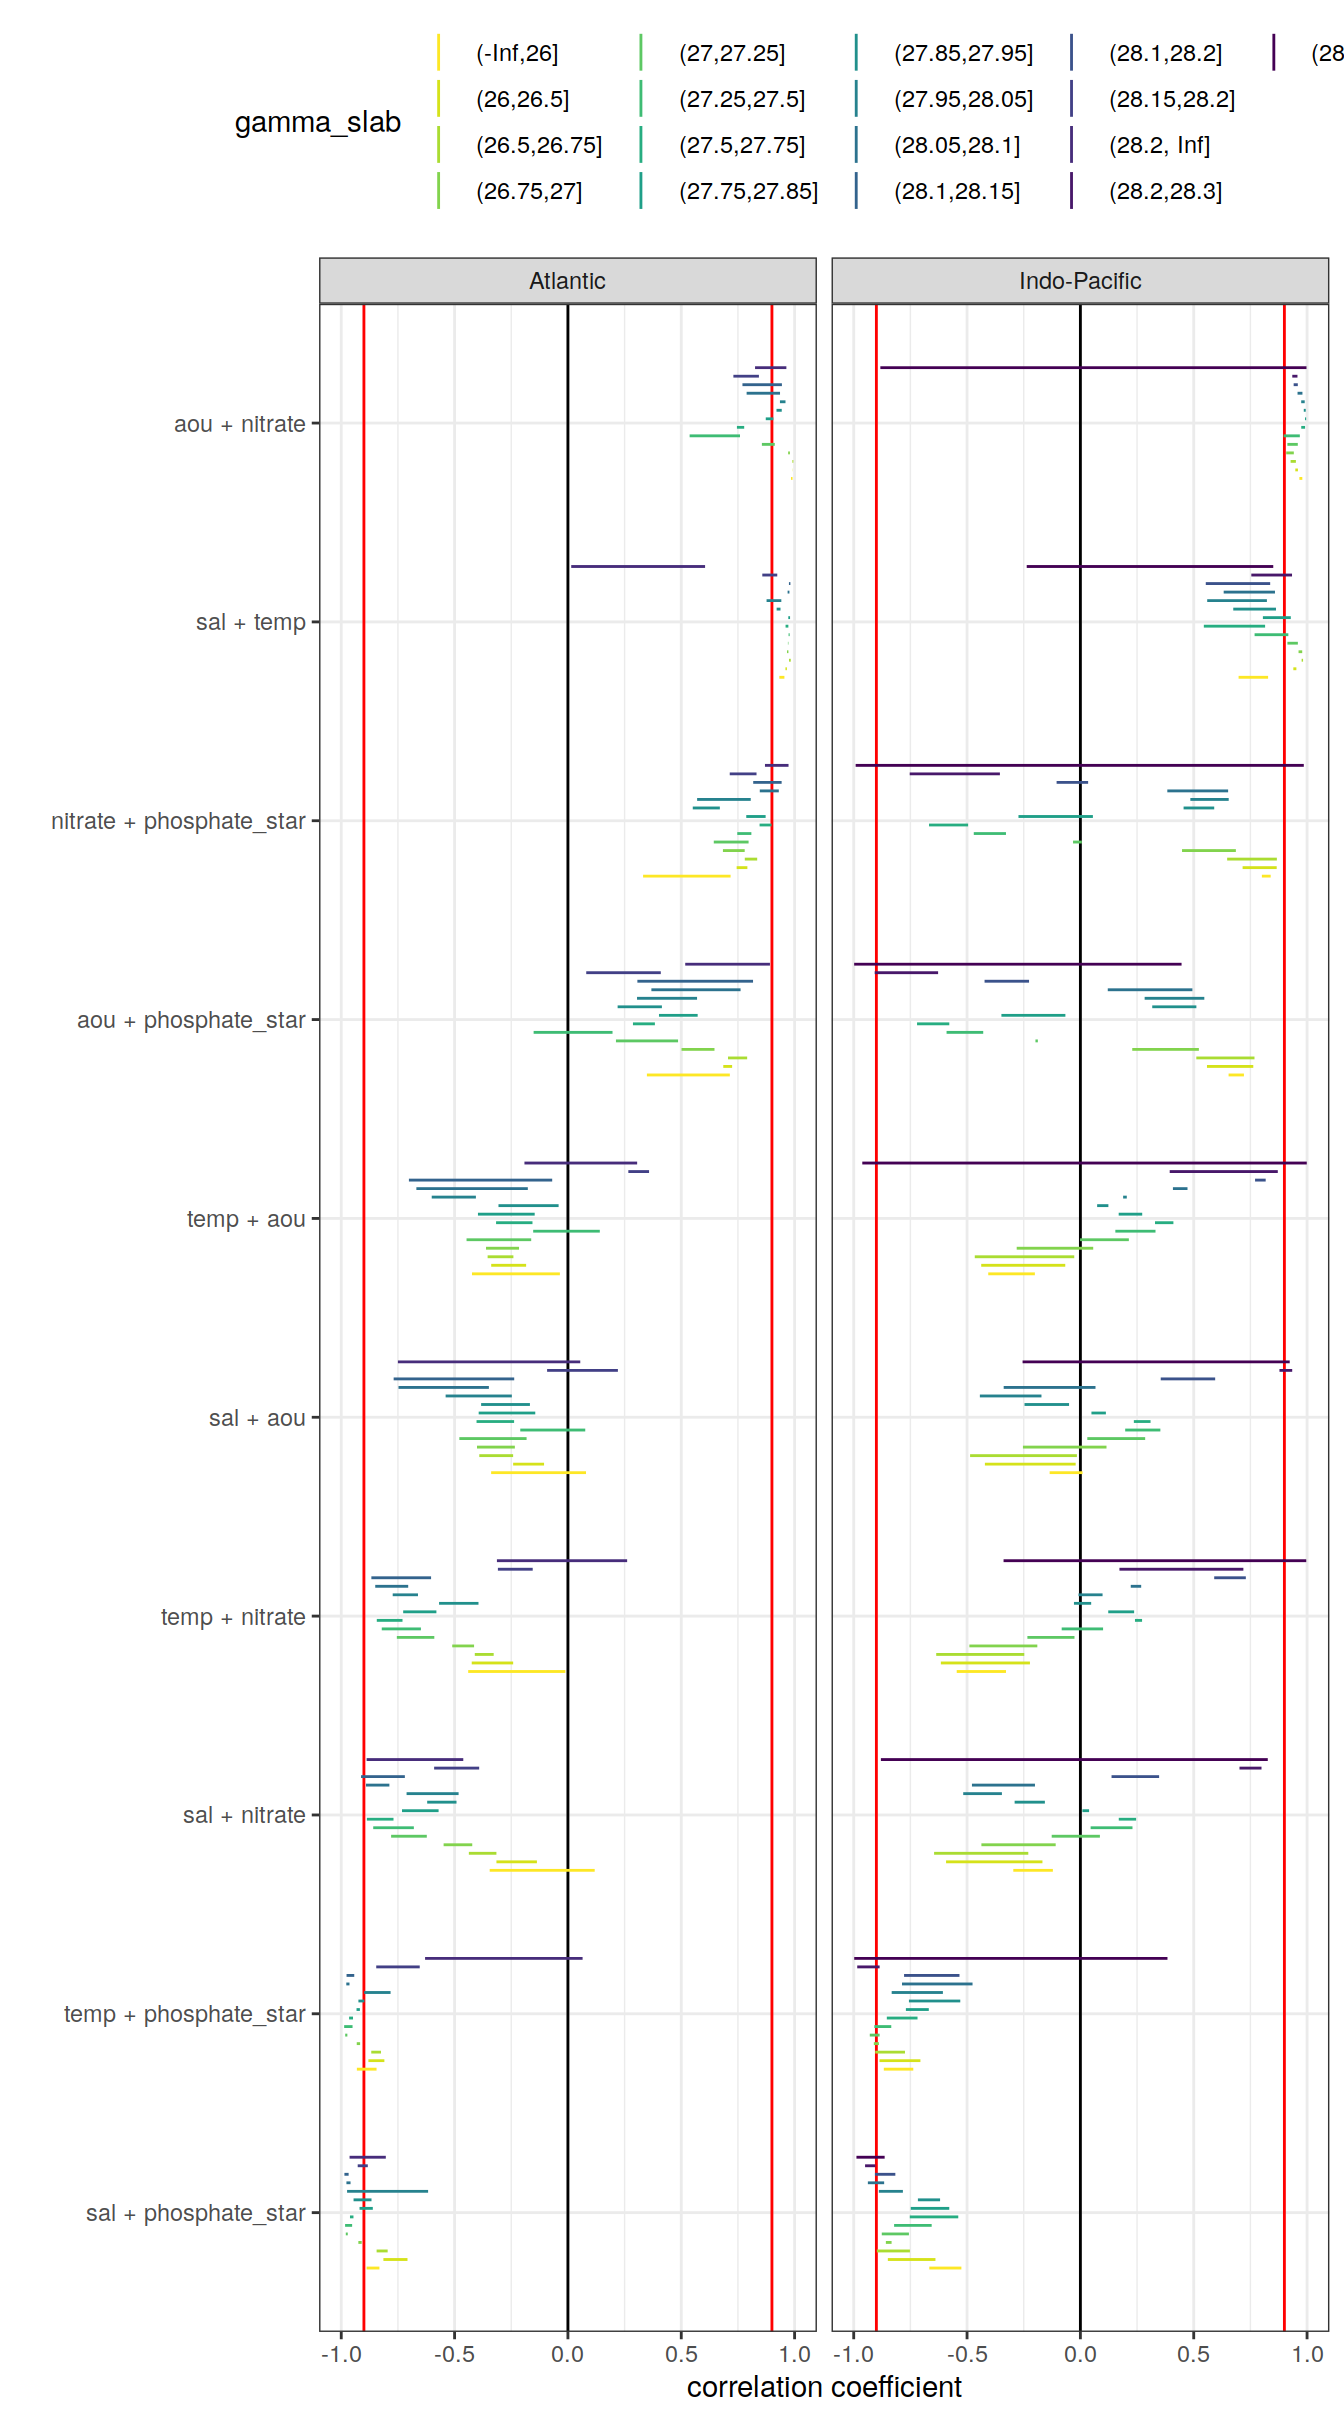 (-Inf,26] (27,27.25] (27.85,27.95] (28.1,28.2] (28
(26,26.5] (27.25,27.5] (27.95,28.05] (28.15,28.2]
gamma_slab
(26.5,26.75] (27.5,27.75] (28.05,28.1] (28.2, Inf]
(26.75,27] (27.75,27.85] (28.1,28.15] (28.2,28.3]
Atlantic Indo-Pacific
aou + nitrate
sal + temp
nitrate + phosphate_star
aou + phosphate_star
temp + aou
sal + aou
temp + nitrate
sal + nitrate
temp + phosphate_star
sal + phosphate_star
-1.0 -0.5 0.0 0.5 1.0 -1.0 -0.5 0.0 0.5 1.0
correlation coefficient